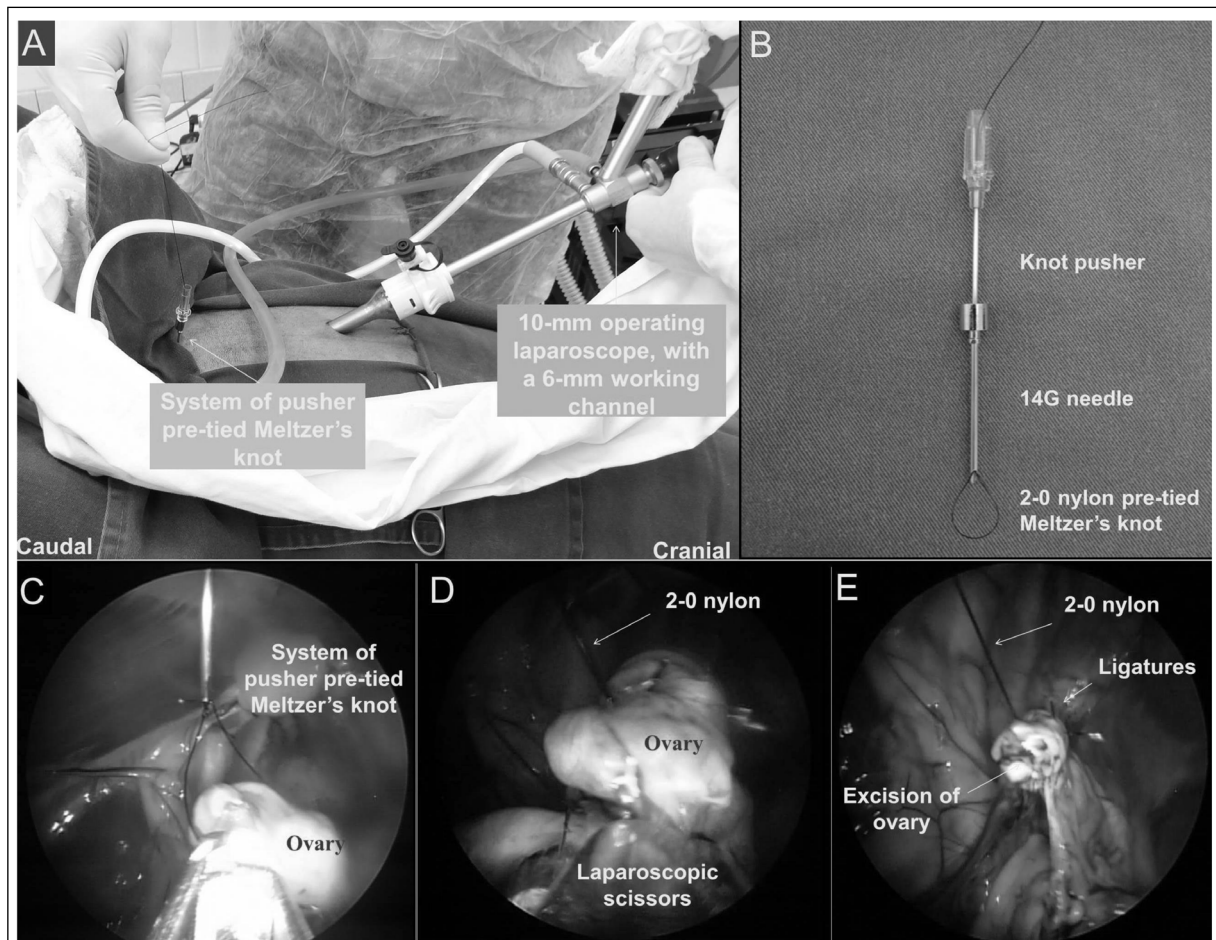 A
System of pusher
pre-tied Meltzer's
knot
10-mm operating
laparoscope, with
a 6-mm working
channel
Caudal
Cranial
B
Knot pusher
14G needle
2-0 nylon pre-tied
Meltzer's knot
C
System of
pusher pre-tied
Meltzer's knot
Ovary
D
2-0 nylon
Ovary
Laparoscopic
scissors
E
2-0 nylon
Ligatures
Excision of
ovary